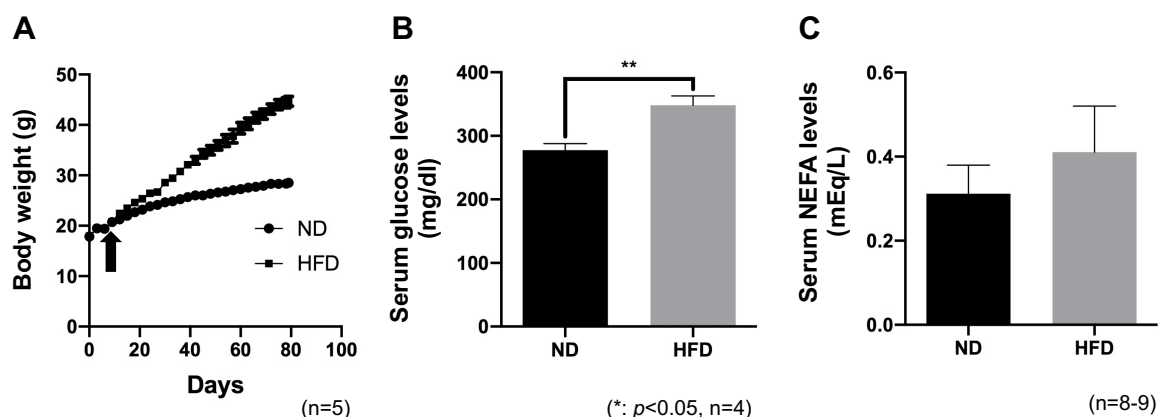 A
Body weight (g)
50
40
30
20
10
0
0 20 40 60 80 100
Days
ND
HFD
(n=5)
B
Serum glucose levels
(mg/dl)
400
300
200
100
0
**
ND HFD
(*: p<0.05, n=4)
C
Serum NEFA levels
(mEq/L)
0.6
0.4
0.2
0.0
ND HFD
(n=8-9)